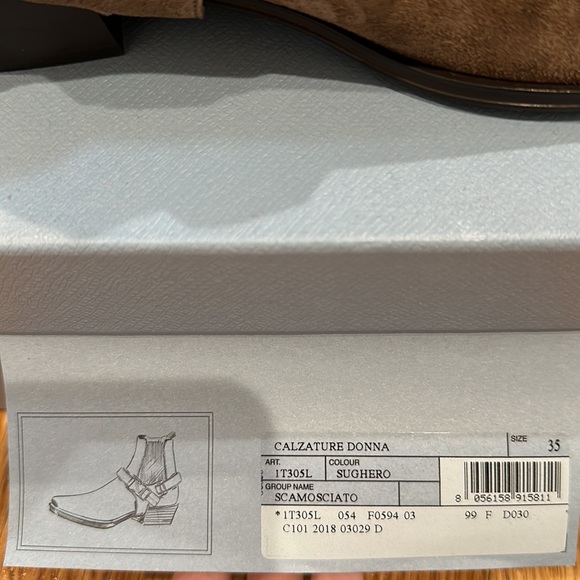 CALZATURE DONNA SIZE 35
ART. COLOUR
1T305L SUGHERO
GROUP NAME
SCAMOSCIATO
8 056158 915811
*1T305L 054 F0594 03 99 F D030
C101 2018 03029 D